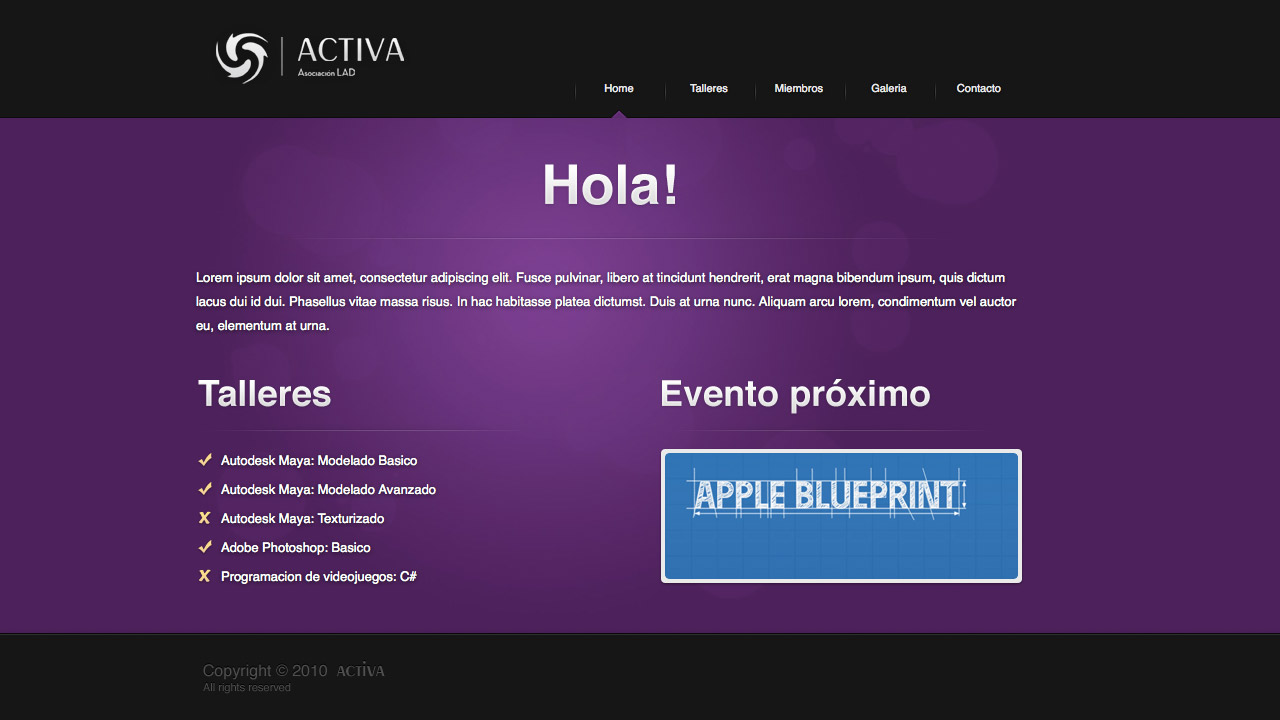 ACTIVA
Asociación LAD
Home Talleres Miembros Galeria Contacto
Hola!
Lorem ipsum dolor sit amet, consectetur adipiscing elit. Fusce pulvinar, libero at tincidunt hendrerit, erat magna bibendum ipsum, quis dictum
lacus dui id dui. Phasellus vitae massa risus. In hac habitasse platea dictumst. Duis at urna nunc. Aliquam arcu lorem, condimentum vel auctor
eu, elementum at urna.
Talleres
Autodesk Maya: Modelado Basico
Autodesk Maya: Modelado Avanzado
Autodesk Maya: Texturizado
Adobe Photoshop: Basico
Programacion de videojuegos: C#
Evento próximo
APPLE BLUEPRINT
Copyright © 2010 ACTIVA
All rights reserved